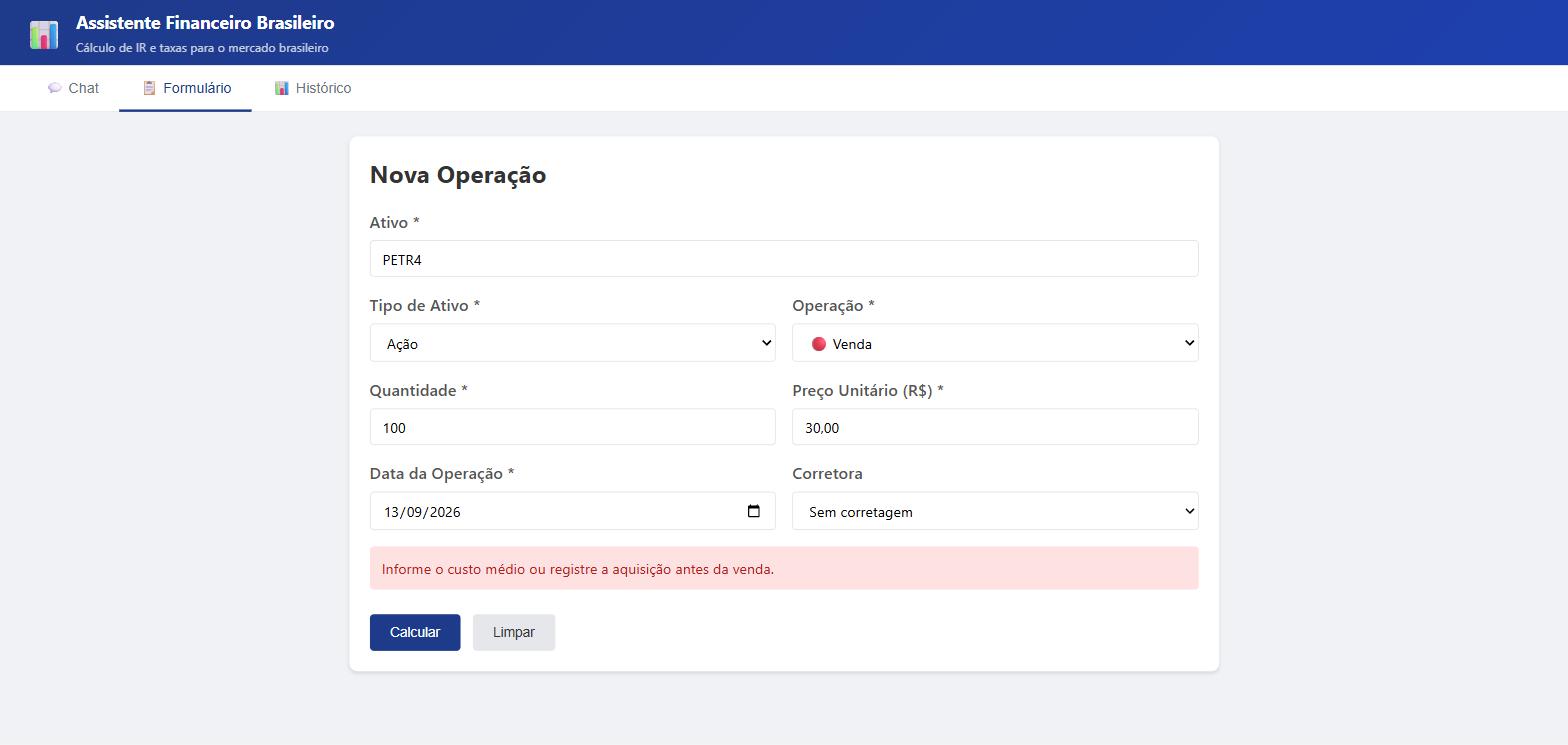 Assistente Financeiro Brasileiro
Cálculo de IR e taxas para o mercado brasileiro
Chat
Formulário
Histórico
Nova Operação
Ativo *
PETR4
Tipo de Ativo *
Operação *
Ação
Venda
Quantidade *
Preço Unitário (R$) *
100
30,00
Data da Operação *
Corretora
13/09/2026
Sem corretagem
Informe o custo médio ou registre a aquisição antes da venda.
Calcular
Limpar